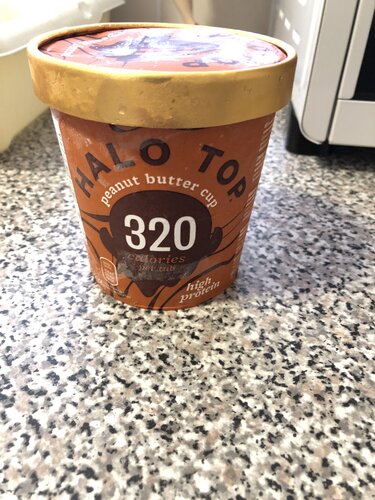 HALO TOP
peanut butter cup
320
calories
per tub
high
protein